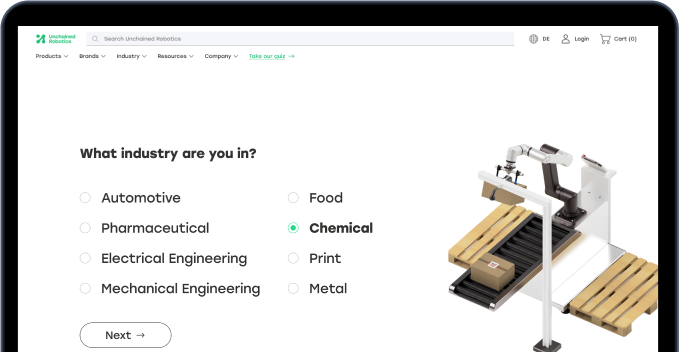 Unchained
Robotics
Search Unchained Robotics
DE
Login
Cart (0)
Products
Brands
Industry
Resources
Company
Take our quiz →
What industry are you in?
Automotive
Food
Pharmaceutical
Chemical
Electrical Engineering
Print
Mechanical Engineering
Metal
Next →